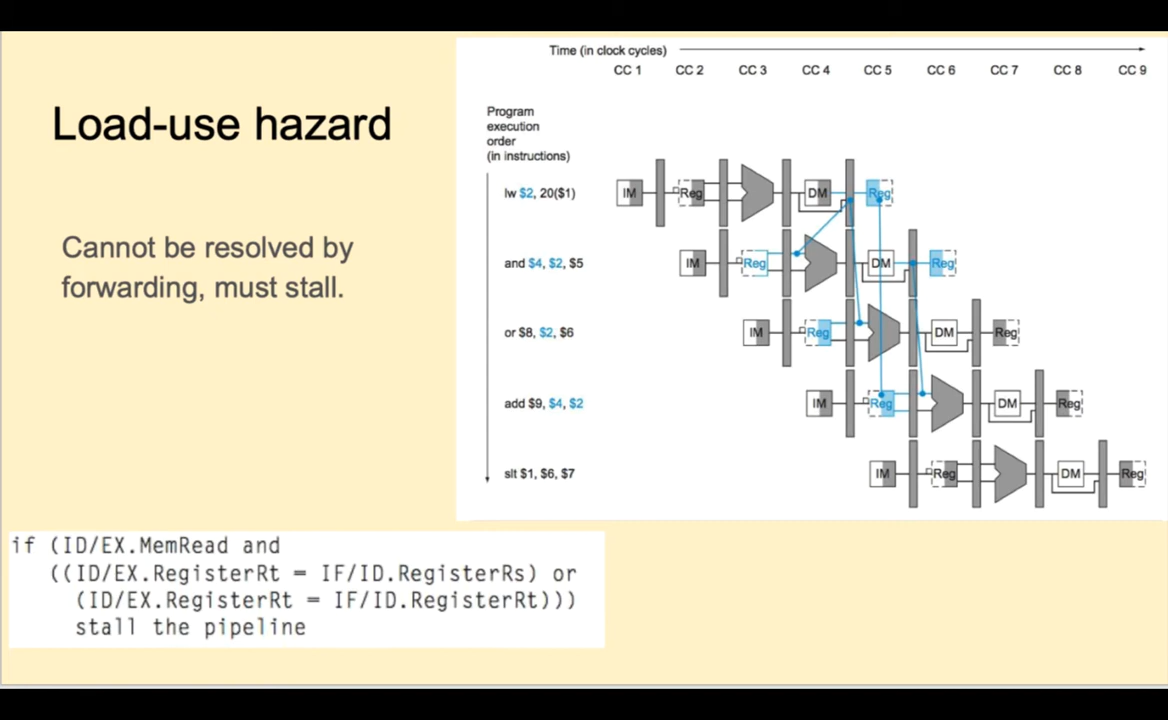 Load-use hazard
Cannot be resolved by
forwarding, must stall.
Time (in clock cycles)
CC 1 CC 2 CC 3 CC 4 CC 5 CC 6 CC 7 CC 8 CC 9
Program
execution
order
(in instructions)
lw $2, 20($1) IM Reg DM Reg
and $4, $2, $5 IM Reg DM Reg
or $8, $2, $6 IM Reg DM Reg
add $9, $4, $2 IM Reg DM Reg
slt $1, $6, $7 IM Reg DM Reg
if (ID/EX.MemRead and
((ID/EX.RegisterRt = IF/ID.RegisterRs) or
(ID/EX.RegisterRt = IF/ID.RegisterRt)))
stall the pipeline